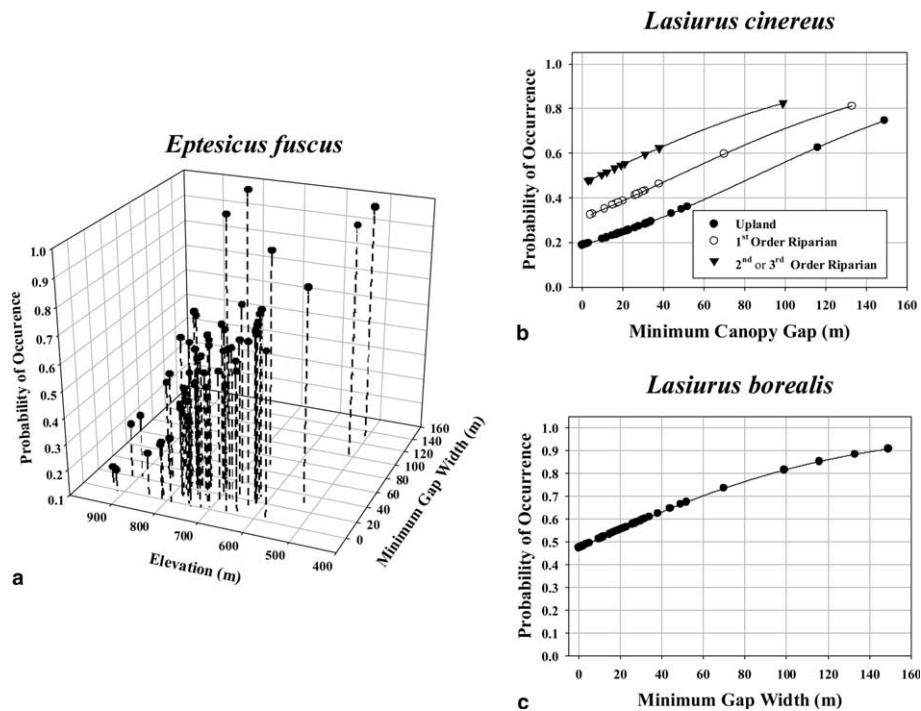 Eptesicus fuscus
Probability of Occurence
1.0
0.9
0.8
0.7
0.6
0.5
0.4
0.3
0.2
0.1
900
800
700
600
500
400
Elevation (m)
0
20
40
60
80
100
120
140
160
Minimum Gap Width (m)
a
Lasiurus cinereus
Probability of Occurrence
1.0
0.8
0.6
0.4
0.2
0.0
Upland
1st Order Riparian
2nd or 3rd Order Riparian
0 20 40 60 80 100 120 140 160
Minimum Canopy Gap (m)
b
Lasiurus borealis
Probability of Occurrence
1.0
0.9
0.8
0.7
0.6
0.5
0.4
0.3
0.2
0.1
0.0
0 20 40 60 80 100 120 140 160
Minimum Gap Width (m)
c